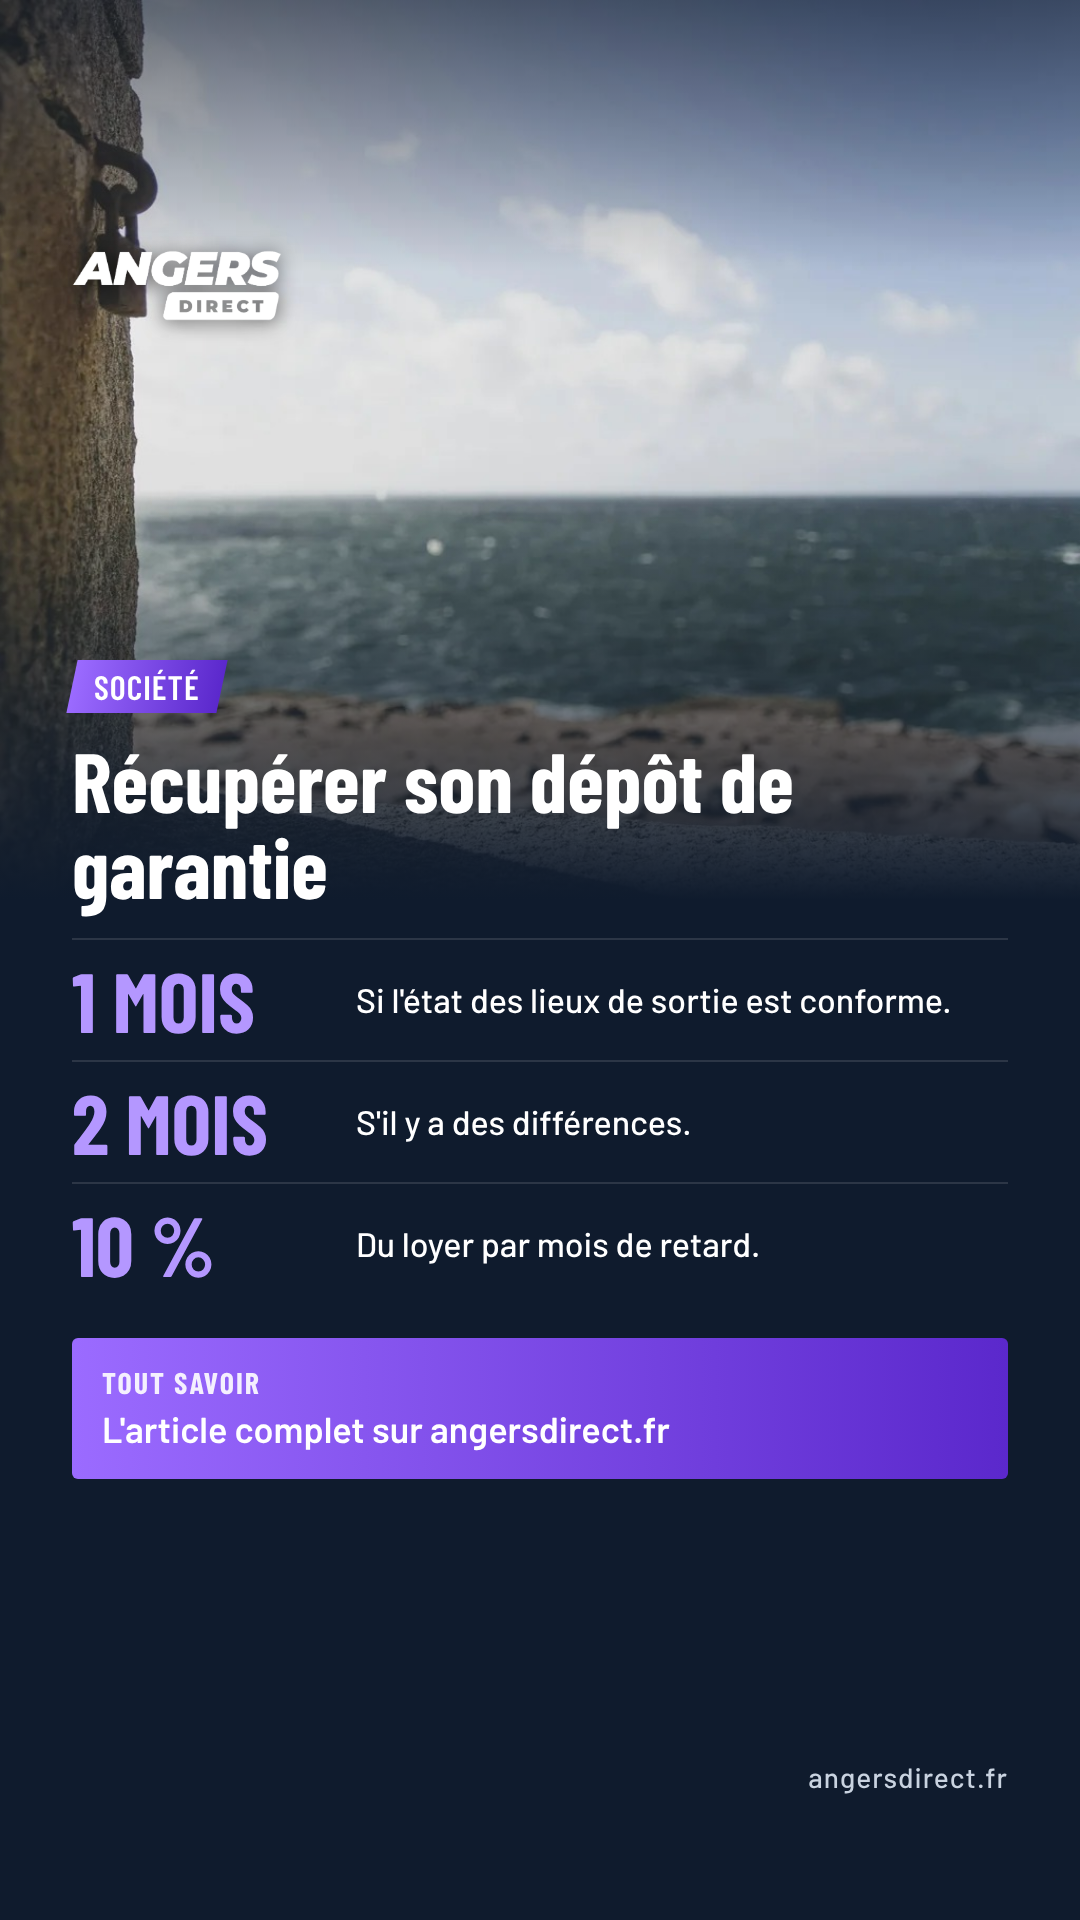 ANGERS
DIRECT
SOCIÉTÉ
Récupérer son dépôt de
garantie
1 MOIS
Si l'état des lieux de sortie est conforme.
2 MOIS
S'il y a des différences.
10 %
Du loyer par mois de retard.
TOUT SAVOIR
L'article complet sur angersdirect.fr
angersdirect.fr